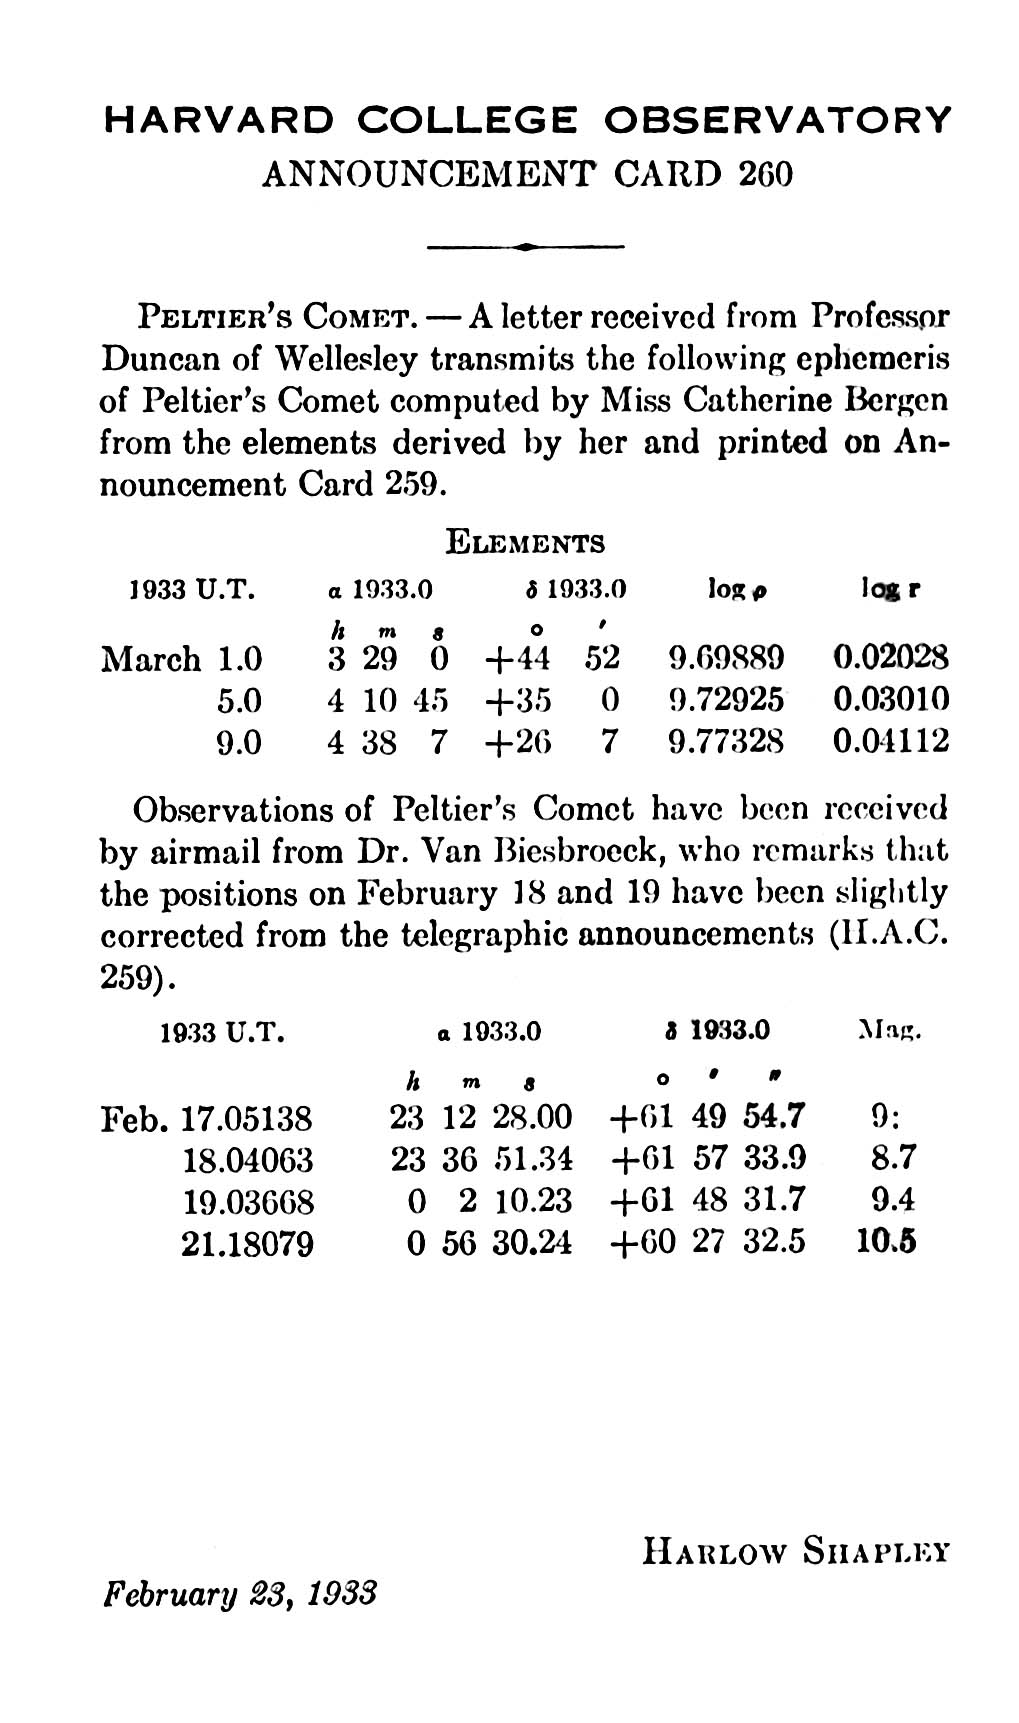 HARVARD COLLEGE OBSERVATORY
ANNOUNCEMENT CARD 260
PELTIER'S COMET. — A letter received from Professor
Duncan of Wellesley transmits the following ephemeris
of Peltier's Comet computed by Miss Catherine Bergen
from the elements derived by her and printed on An-
nouncement Card 259.
ELEMENTS
1933 U.T. α 1933.0 δ 1933.0 log ρ log r
h m s ° ′
March 1.0 3 29 0 +44 52 9.69889 0.02028
5.0 4 10 45 +35 0 9.72925 0.03010
9.0 4 38 7 +26 7 9.77328 0.04112
Observations of Peltier's Comet have been received
by airmail from Dr. Van Biesbroeck, who remarks that
the positions on February 18 and 19 have been slightly
corrected from the telegraphic announcements (H.A.C.
259).
1933 U.T. α 1933.0 δ 1933.0 Mag.
h m s ° ′ ″
Feb. 17.05138 23 12 28.00 +61 49 54.7 9:
18.04063 23 36 51.34 +61 57 33.9 8.7
19.03668 0 2 10.23 +61 48 31.7 9.4
21.18079 0 56 30.24 +60 27 32.5 10.5
HARLOW SHAPLEY
February 23, 1933